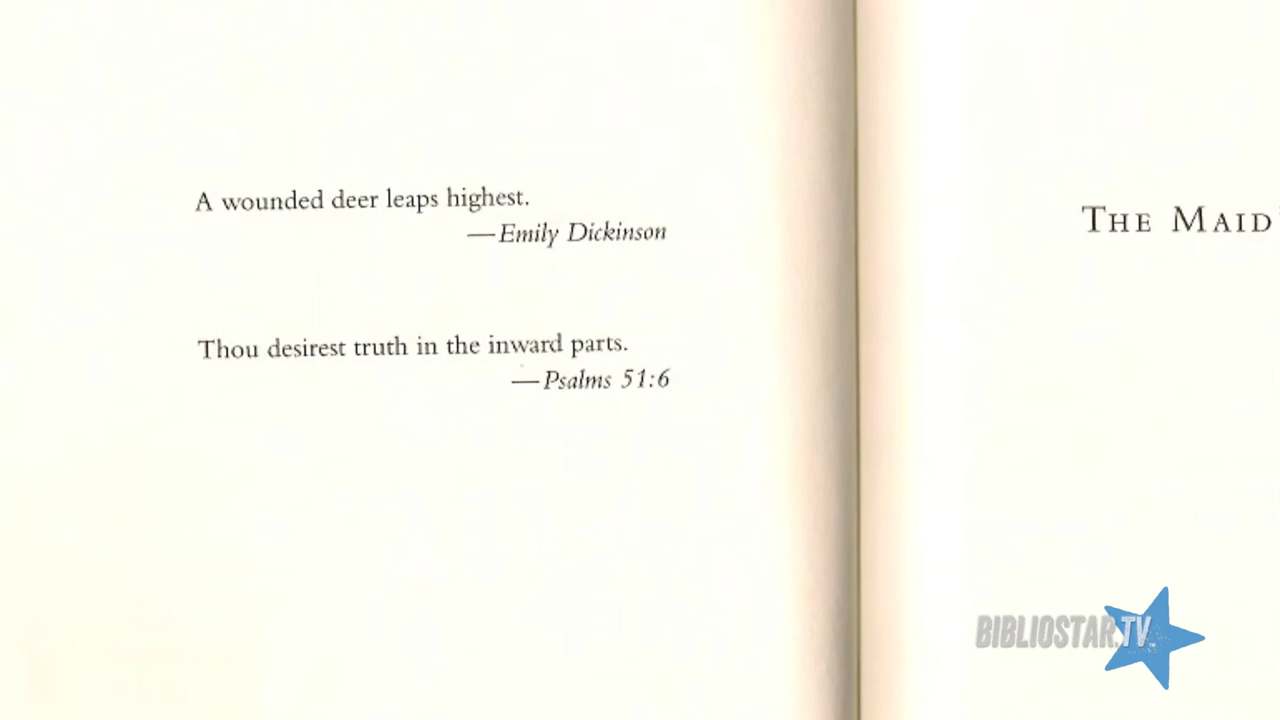 A wounded deer leaps highest.
—Emily Dickinson
Thou desirest truth in the inward parts.
—Psalms 51:6
THE MAID'
BIBLIOSTAR.TV™